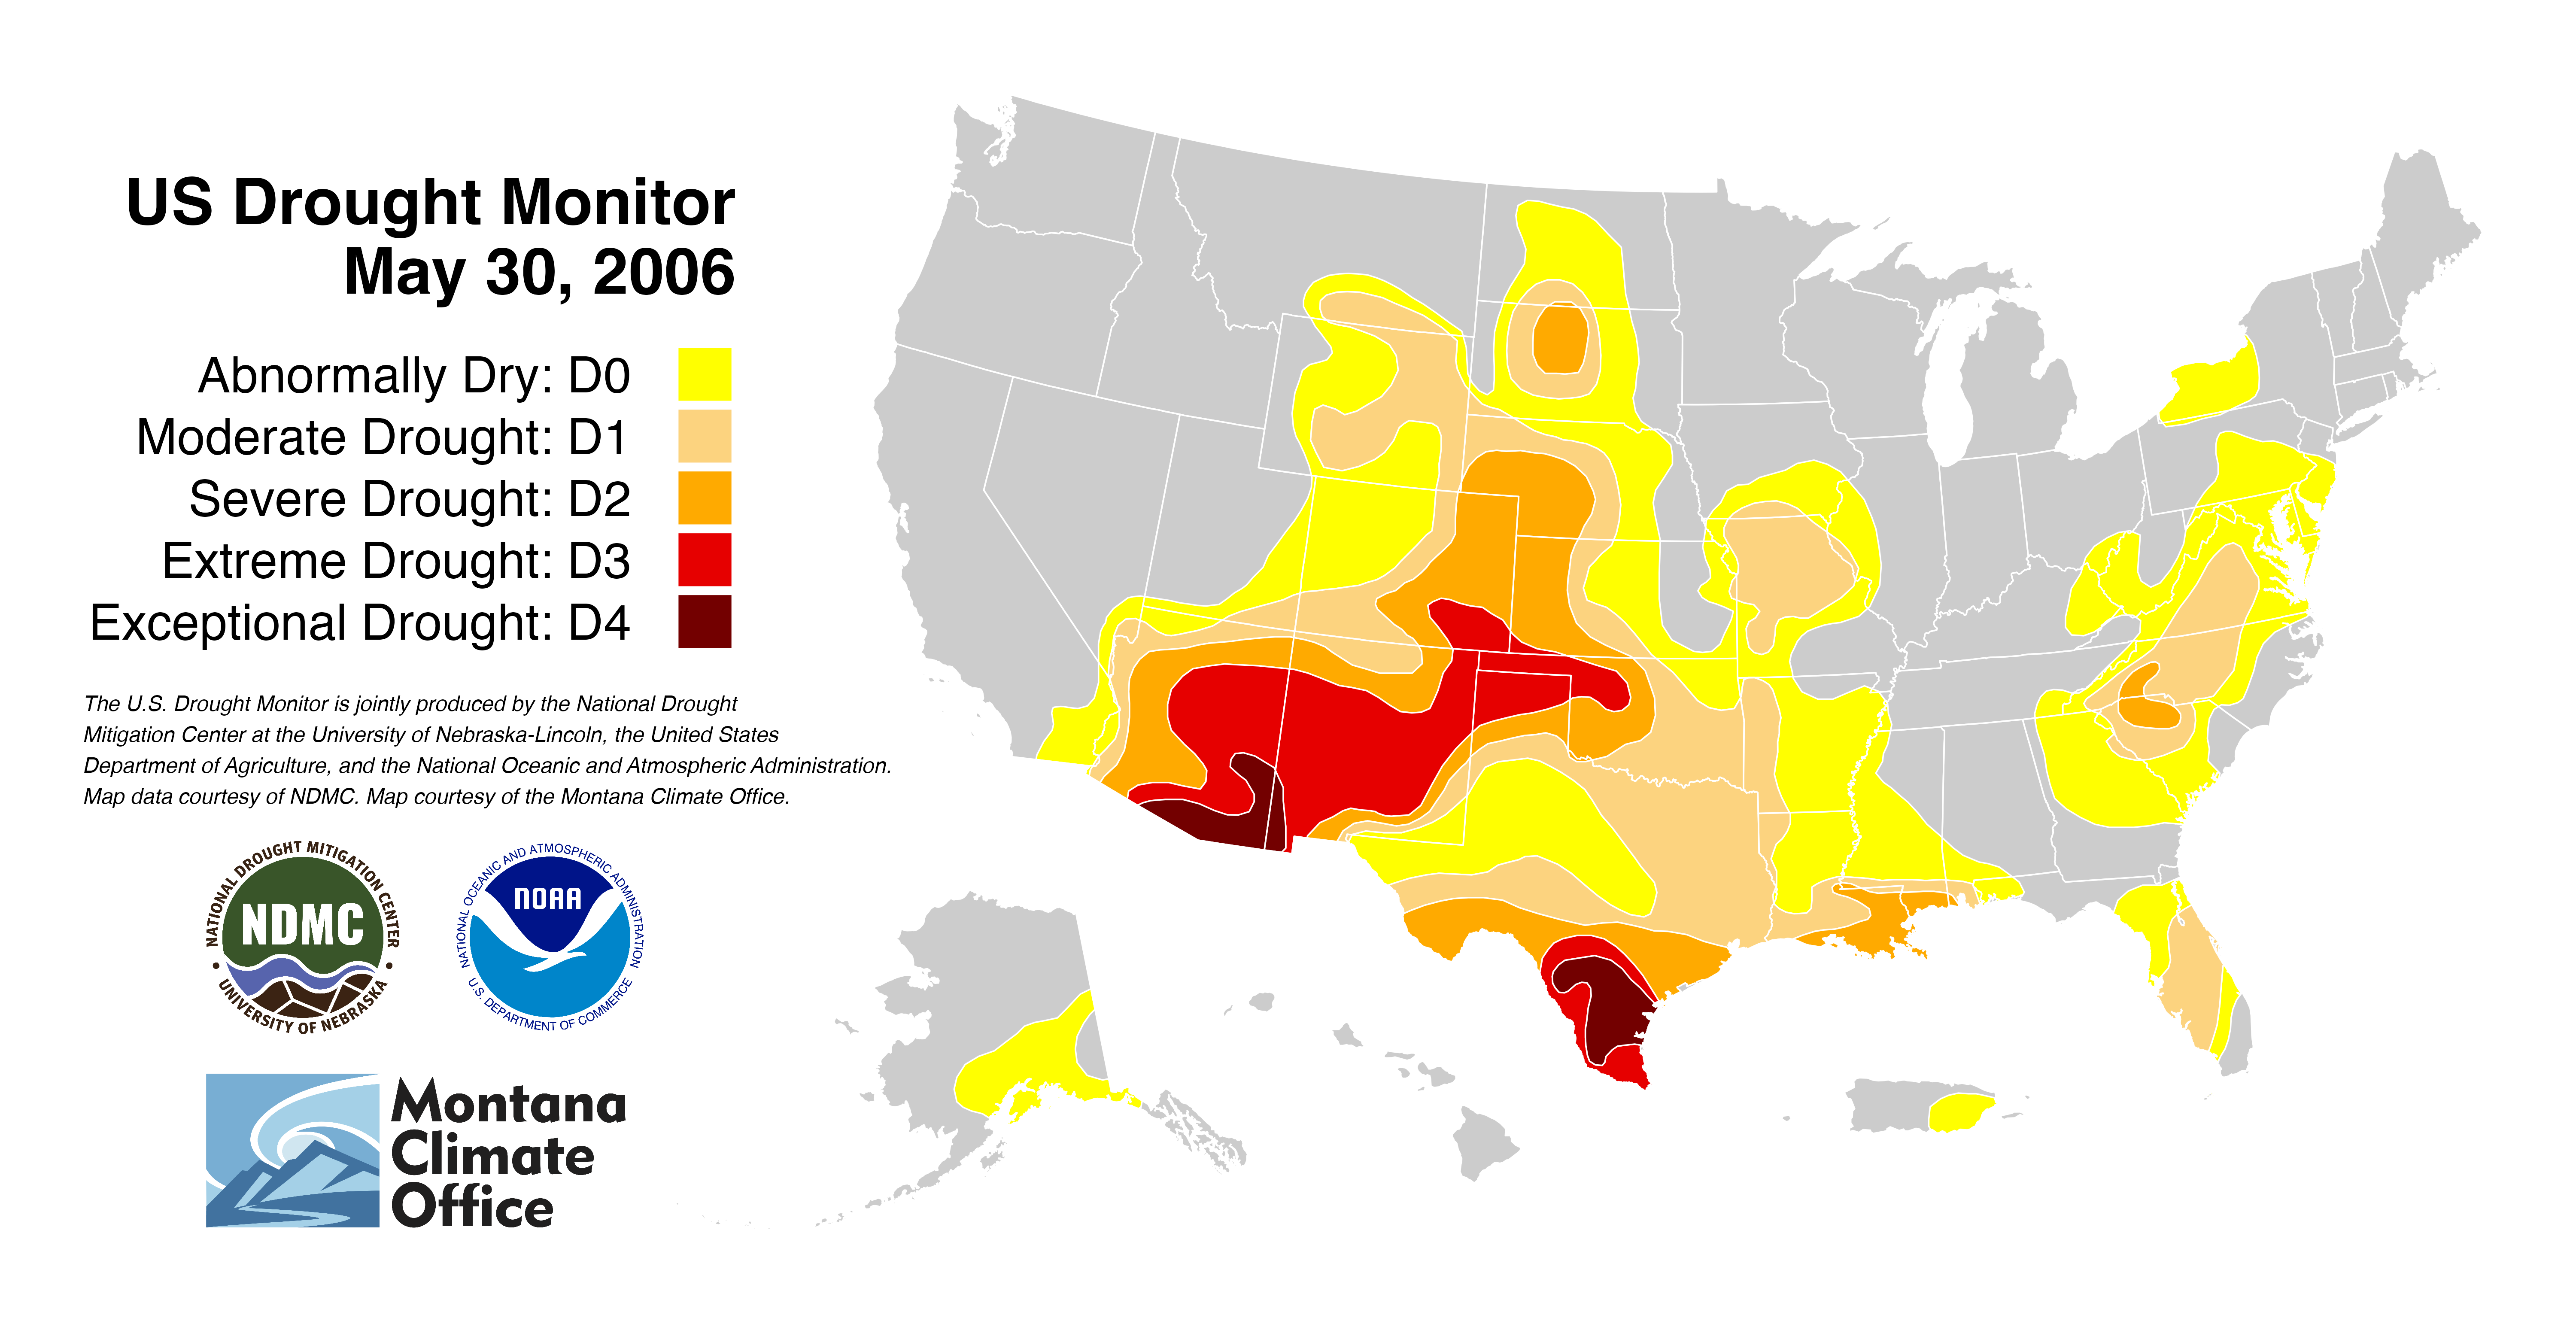 US Drought Monitor
May 30, 2006
Abnormally Dry: D0
Moderate Drought: D1
Severe Drought: D2
Extreme Drought: D3
Exceptional Drought: D4
The U.S. Drought Monitor is jointly produced by the National Drought
Mitigation Center at the University of Nebraska-Lincoln, the United States
Department of Agriculture, and the National Oceanic and Atmospheric Administration.
Map data courtesy of NDMC. Map courtesy of the Montana Climate Office.
NATIONAL DROUGHT MITIGATION CENTER
NDMC
• UNIVERSITY OF NEBRASKA •
NATIONAL OCEANIC AND ATMOSPHERIC ADMINISTRATION
NOAA
U.S. DEPARTMENT OF COMMERCE
Montana
Climate
Office